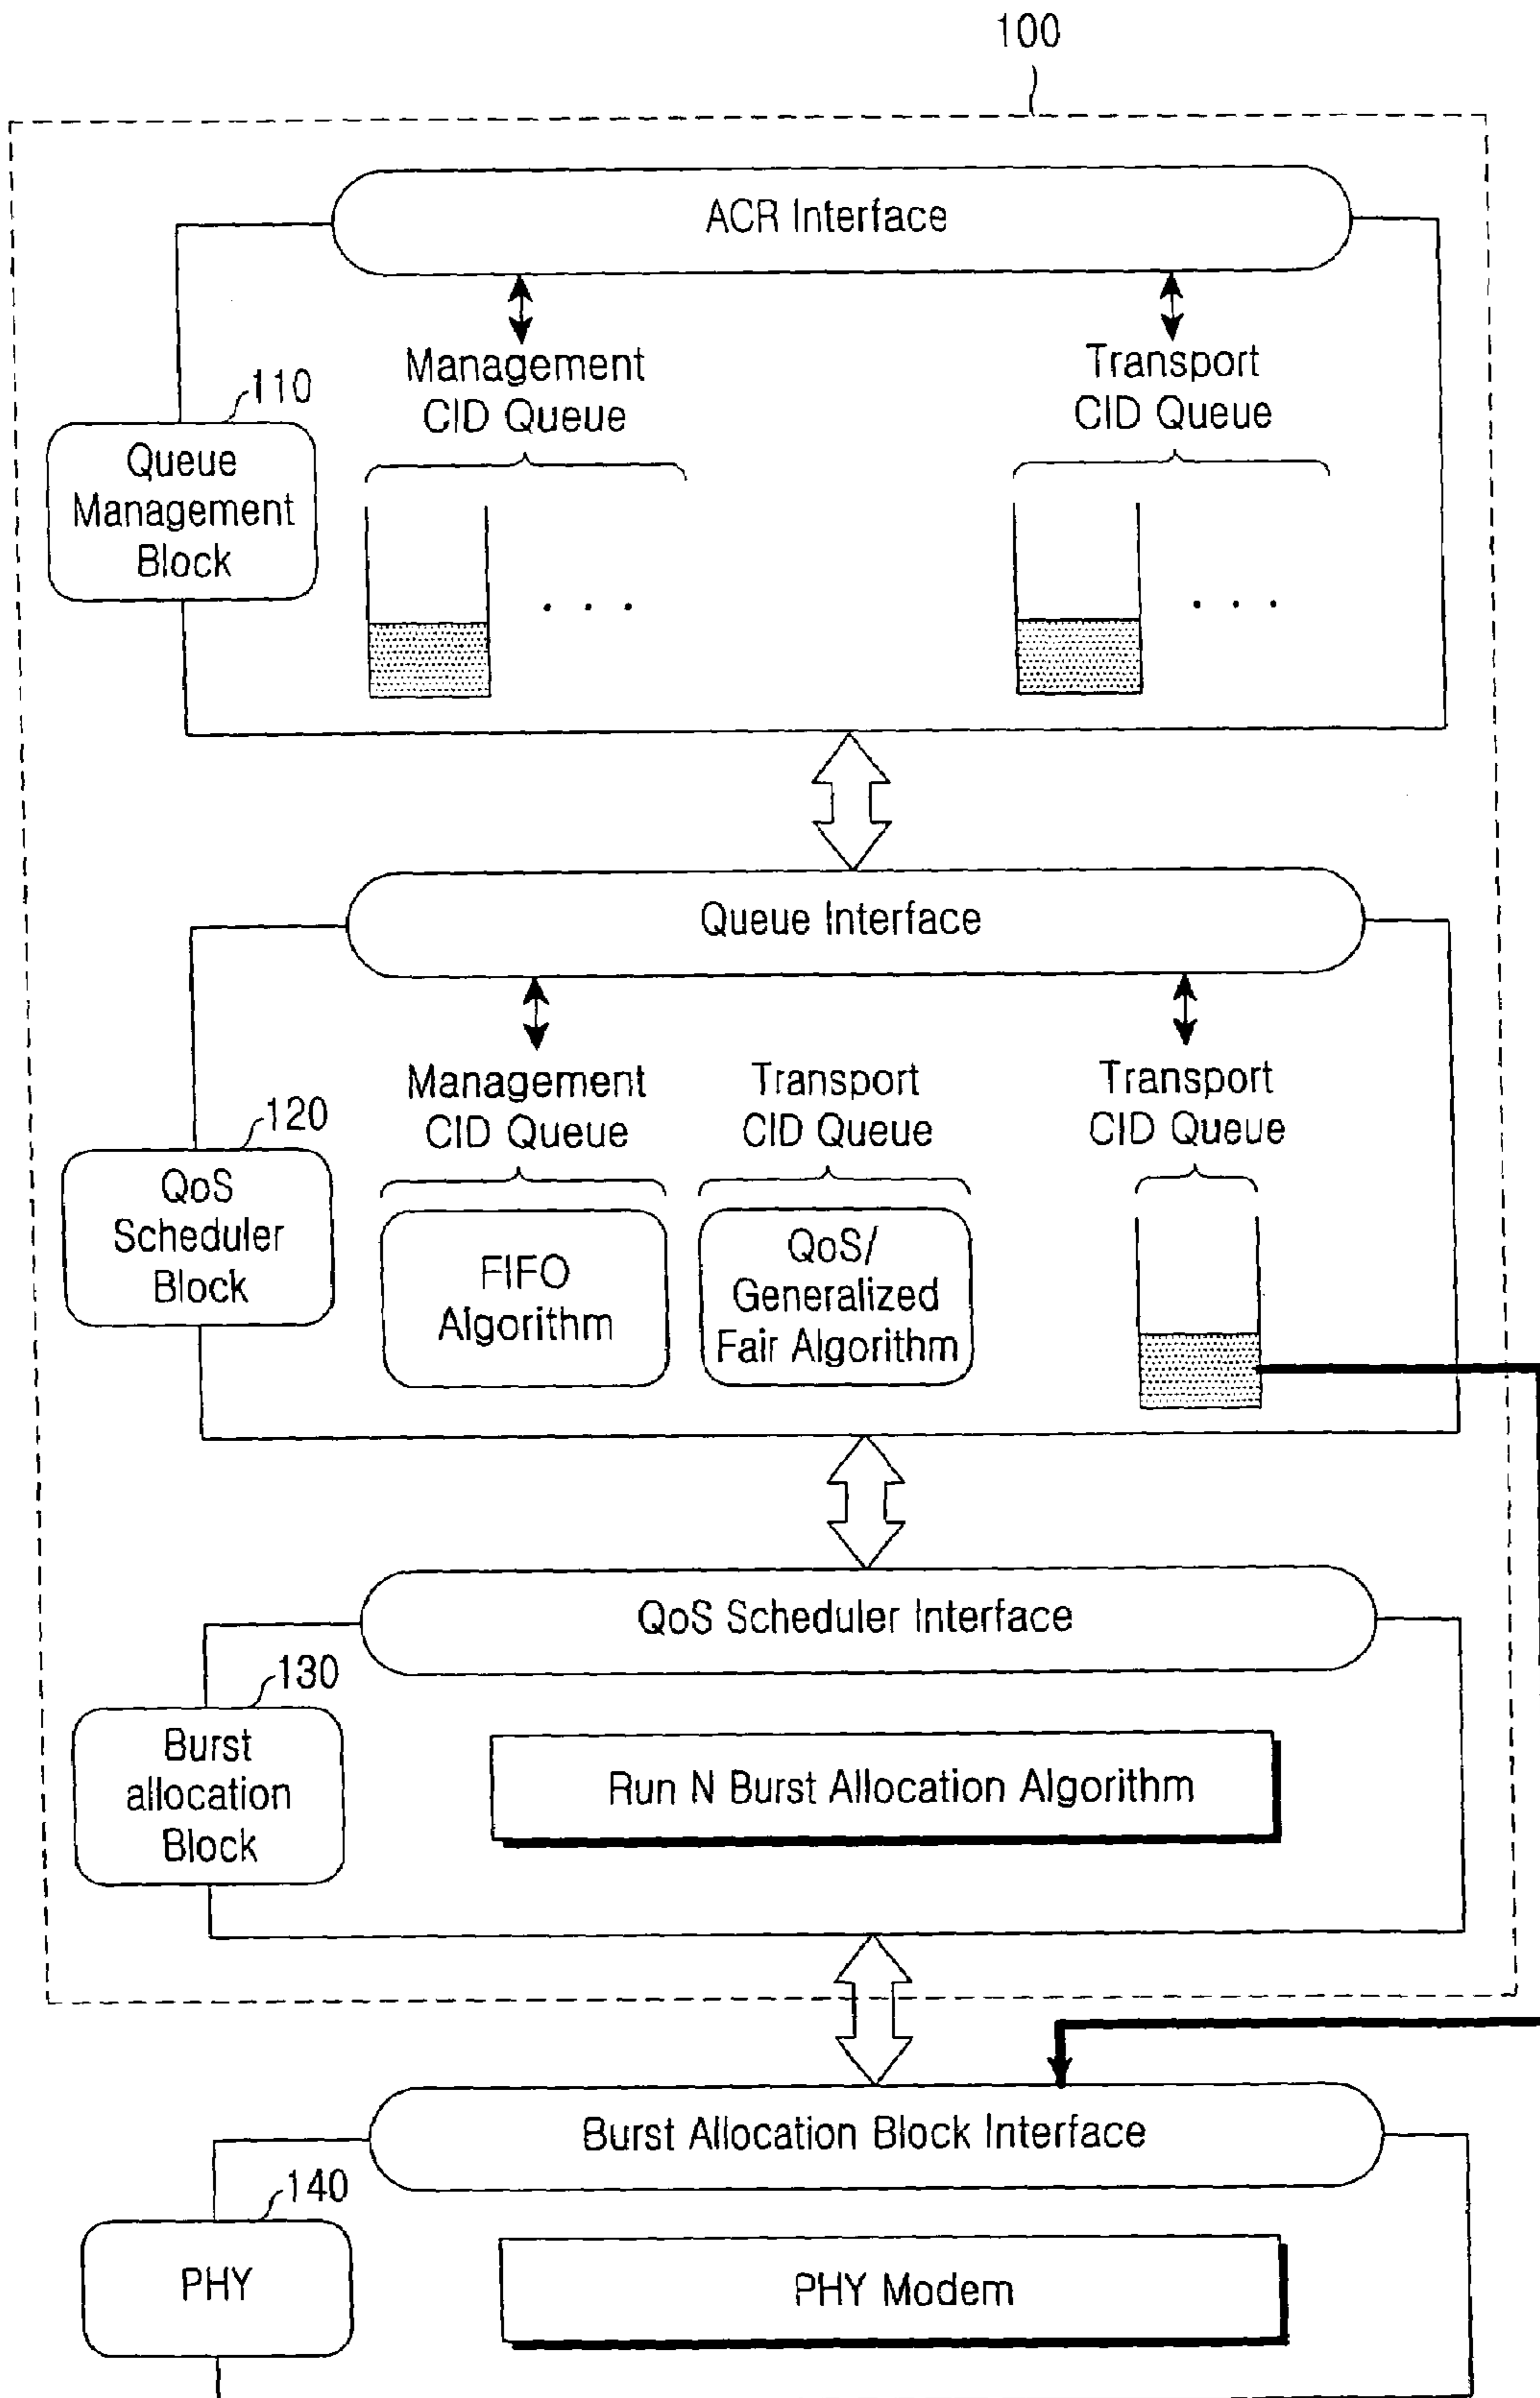 100
ACR Interface
Management
CID Queue
Transport
CID Queue
110
Queue
Management
Block
. . .
. . .
Queue Interface
Management
CID Queue
Transport
CID Queue
Transport
CID Queue
120
QoS
Scheduler
Block
FIFO
Algorithm
QoS/
Generalized
Fair Algorithm
QoS Scheduler Interface
130
Burst
allocation
Block
Run N Burst Allocation Algorithm
Burst Allocation Block Interface
140
PHY
PHY Modem